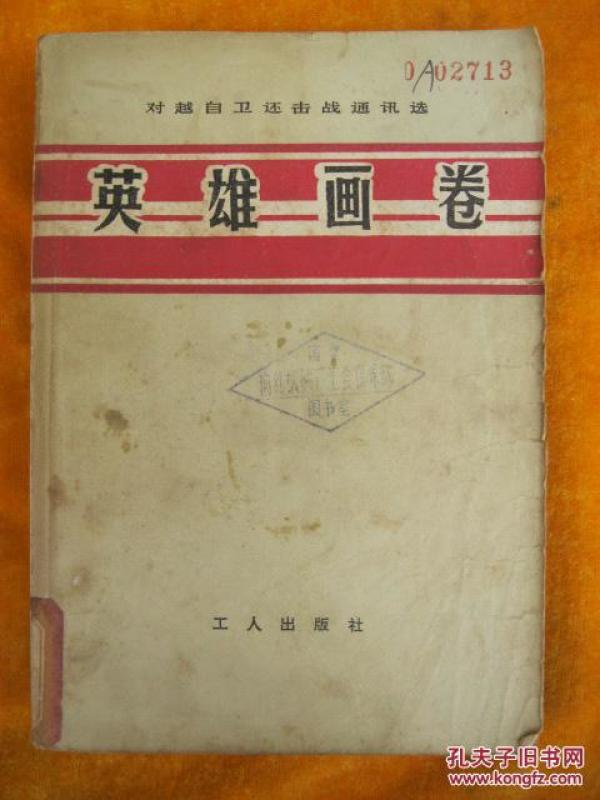 0A02713
对越自卫还击战通讯选
英雄画卷
图书室
工人出版社
孔夫子旧书网
www.kongfz.com